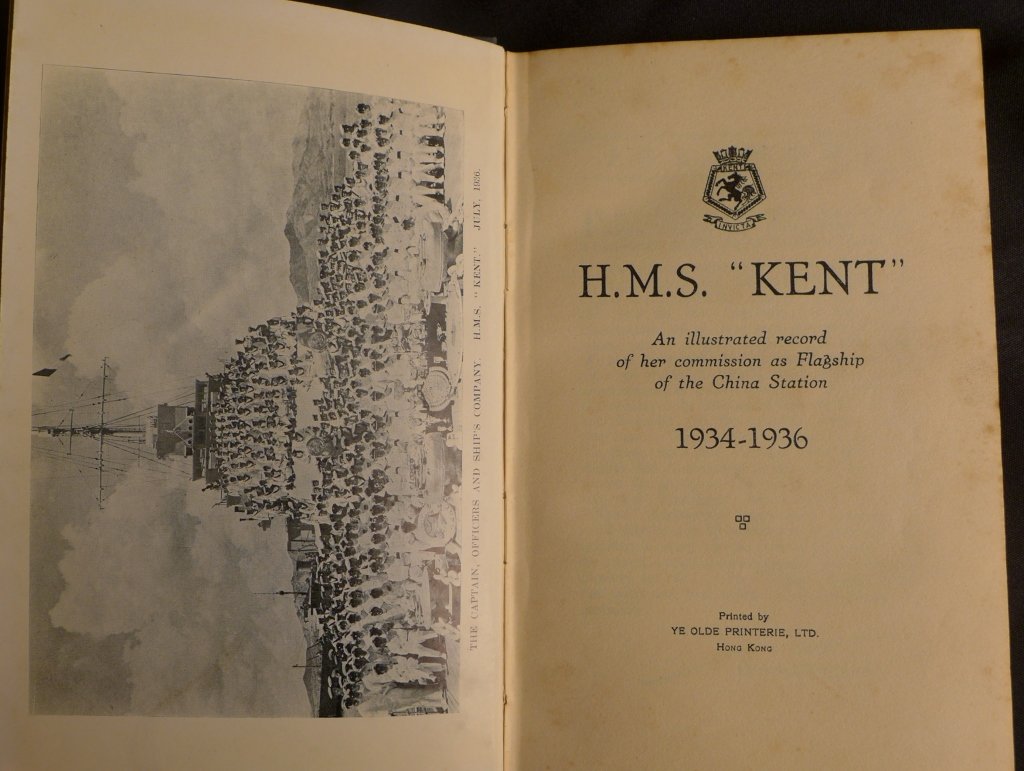 THE CAPTAIN, OFFICERS AND SHIP'S COMPANY. H.M.S. "KENT." JULY, 1936.
KENT
INVICTA
H.M.S. "KENT"
An illustrated record
of her commission as Flagship
of the China Station
1934-1936
Printed by
YE OLDE PRINTERIE, LTD.
HONG KONG